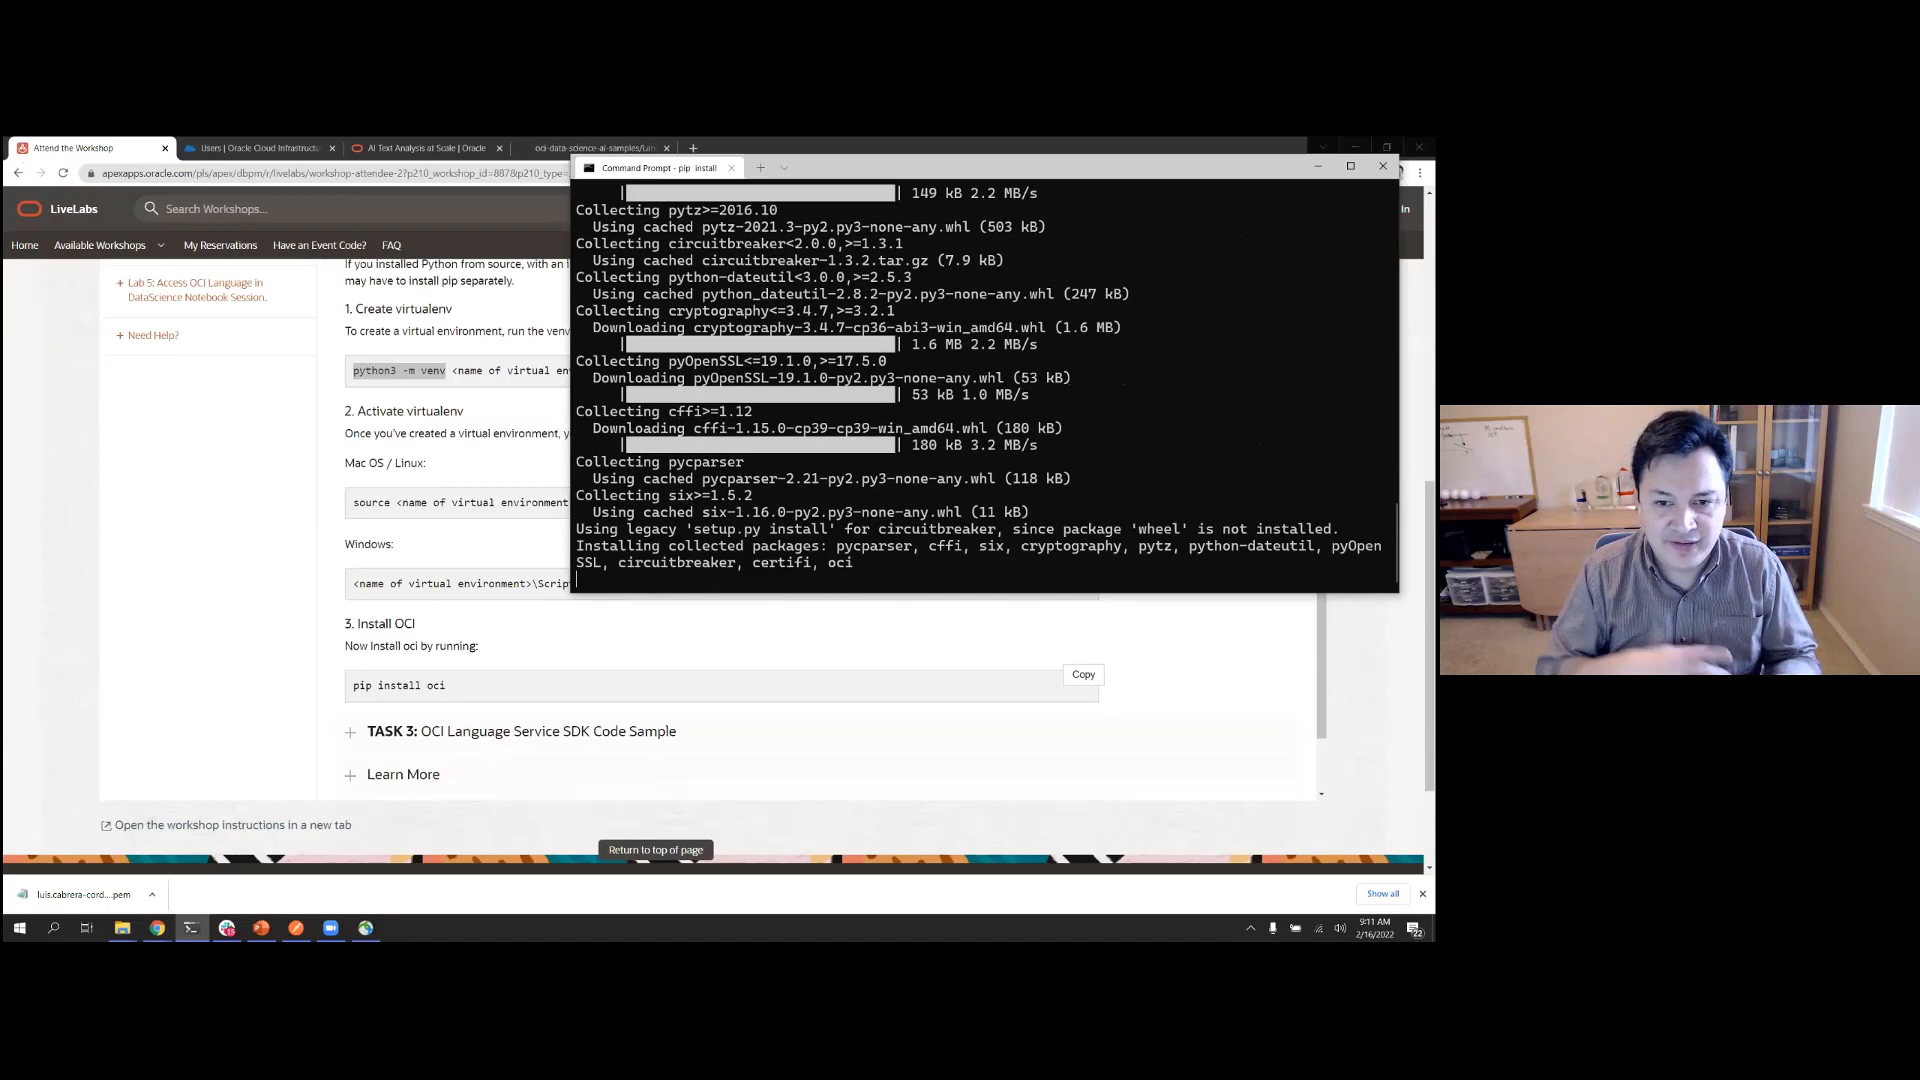 Attend the Workshop
Users | Oracle Cloud Infrastructu
AI Text Analysis at Scale | Oracle
oci-data-science-ai-samples/Lan
apexapps.oracle.com/pls/apex/dbpm/r/livelabs/workshop-attendee-2?p210_workshop_id=887&p210_type=
LiveLabs
Search Workshops...
In
Home
Available Workshops
My Reservations
Have an Event Code?
FAQ
+ Lab 5: Access OCI Language in
DataScience Notebook Session.
+ Need Help?
If you installed Python from source, with an i
may have to install pip separately.
1. Create virtualenv
To create a virtual environment, run the venv
python3 -m venv <name of virtual en
2. Activate virtualenv
Once you've created a virtual environment, y
Mac OS / Linux:
source <name of virtual environment
Windows:
<name of virtual environment>\Scrip
3. Install OCI
Now Install oci by running:
Copy
pip install oci
+ TASK 3: OCI Language Service SDK Code Sample
+ Learn More
Open the workshop instructions in a new tab
Return to top of page
Command Prompt - pip install
| | 149 kB 2.2 MB/s
Collecting pytz>=2016.10
Using cached pytz-2021.3-py2.py3-none-any.whl (503 kB)
Collecting circuitbreaker<2.0.0,>=1.3.1
Using cached circuitbreaker-1.3.2.tar.gz (7.9 kB)
Collecting python-dateutil<3.0.0,>=2.5.3
Using cached python_dateutil-2.8.2-py2.py3-none-any.whl (247 kB)
Collecting cryptography<=3.4.7,>=3.2.1
Downloading cryptography-3.4.7-cp36-abi3-win_amd64.whl (1.6 MB)
| | 1.6 MB 2.2 MB/s
Collecting pyOpenSSL<=19.1.0,>=17.5.0
Downloading pyOpenSSL-19.1.0-py2.py3-none-any.whl (53 kB)
| | 53 kB 1.0 MB/s
Collecting cffi>=1.12
Downloading cffi-1.15.0-cp39-cp39-win_amd64.whl (180 kB)
| | 180 kB 3.2 MB/s
Collecting pycparser
Using cached pycparser-2.21-py2.py3-none-any.whl (118 kB)
Collecting six>=1.5.2
Using cached six-1.16.0-py2.py3-none-any.whl (11 kB)
Using legacy 'setup.py install' for circuitbreaker, since package 'wheel' is not installed.
Installing collected packages: pycparser, cffi, six, cryptography, pytz, python-dateutil, pyOpen
SSL, circuitbreaker, certifi, oci
luis.cabrera-cord....pem
Show all
9:11 AM
2/16/2022
22